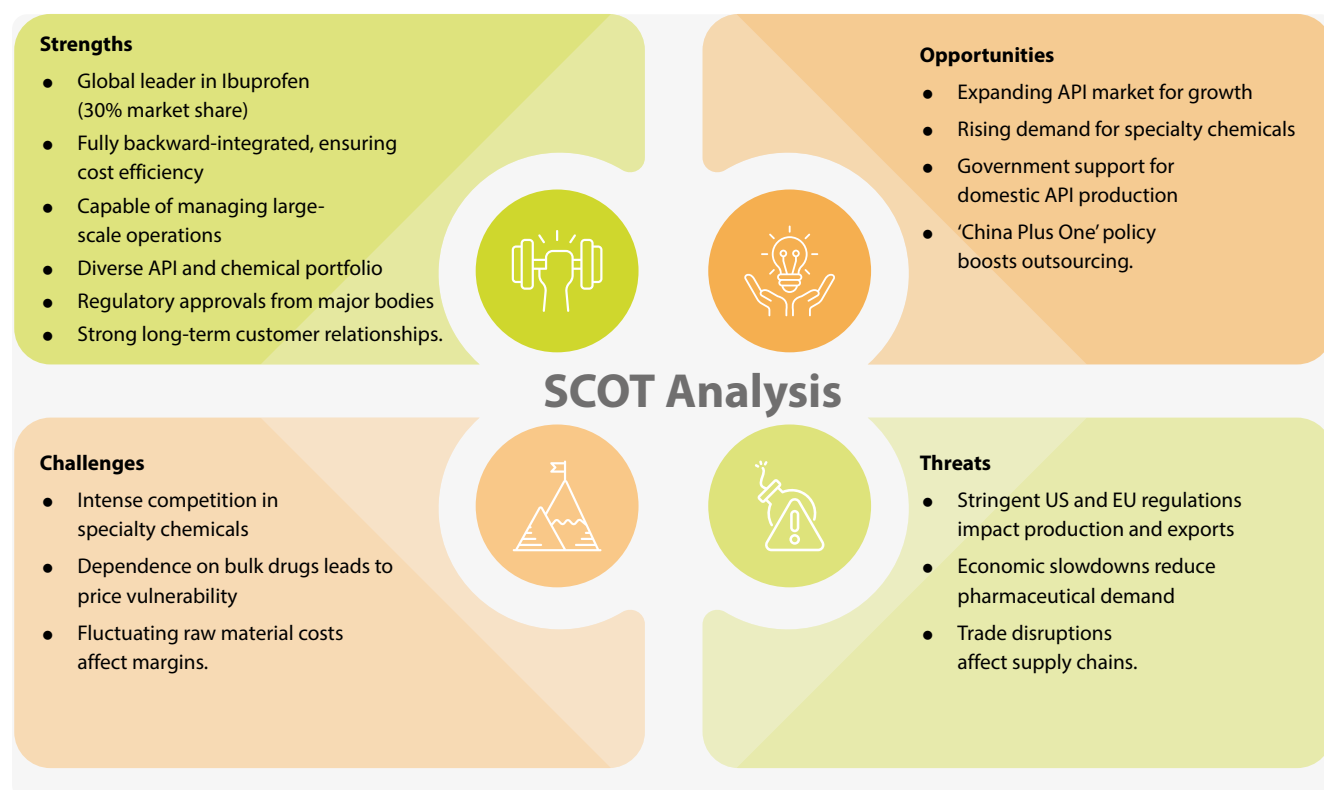 Strengths
● Global leader in Ibuprofen
(30% market share)
● Fully backward-integrated, ensuring
cost efficiency
● Capable of managing large-
scale operations
● Diverse API and chemical portfolio
● Regulatory approvals from major bodies
● Strong long-term customer relationships.
Opportunities
● Expanding API market for growth
● Rising demand for specialty chemicals
● Government support for
domestic API production
● ‘China Plus One’ policy
boosts outsourcing.
SCOT Analysis
Challenges
● Intense competition in
specialty chemicals
● Dependence on bulk drugs leads to
price vulnerability
● Fluctuating raw material costs
affect margins.
Threats
● Stringent US and EU regulations
impact production and exports
● Economic slowdowns reduce
pharmaceutical demand
● Trade disruptions
affect supply chains.